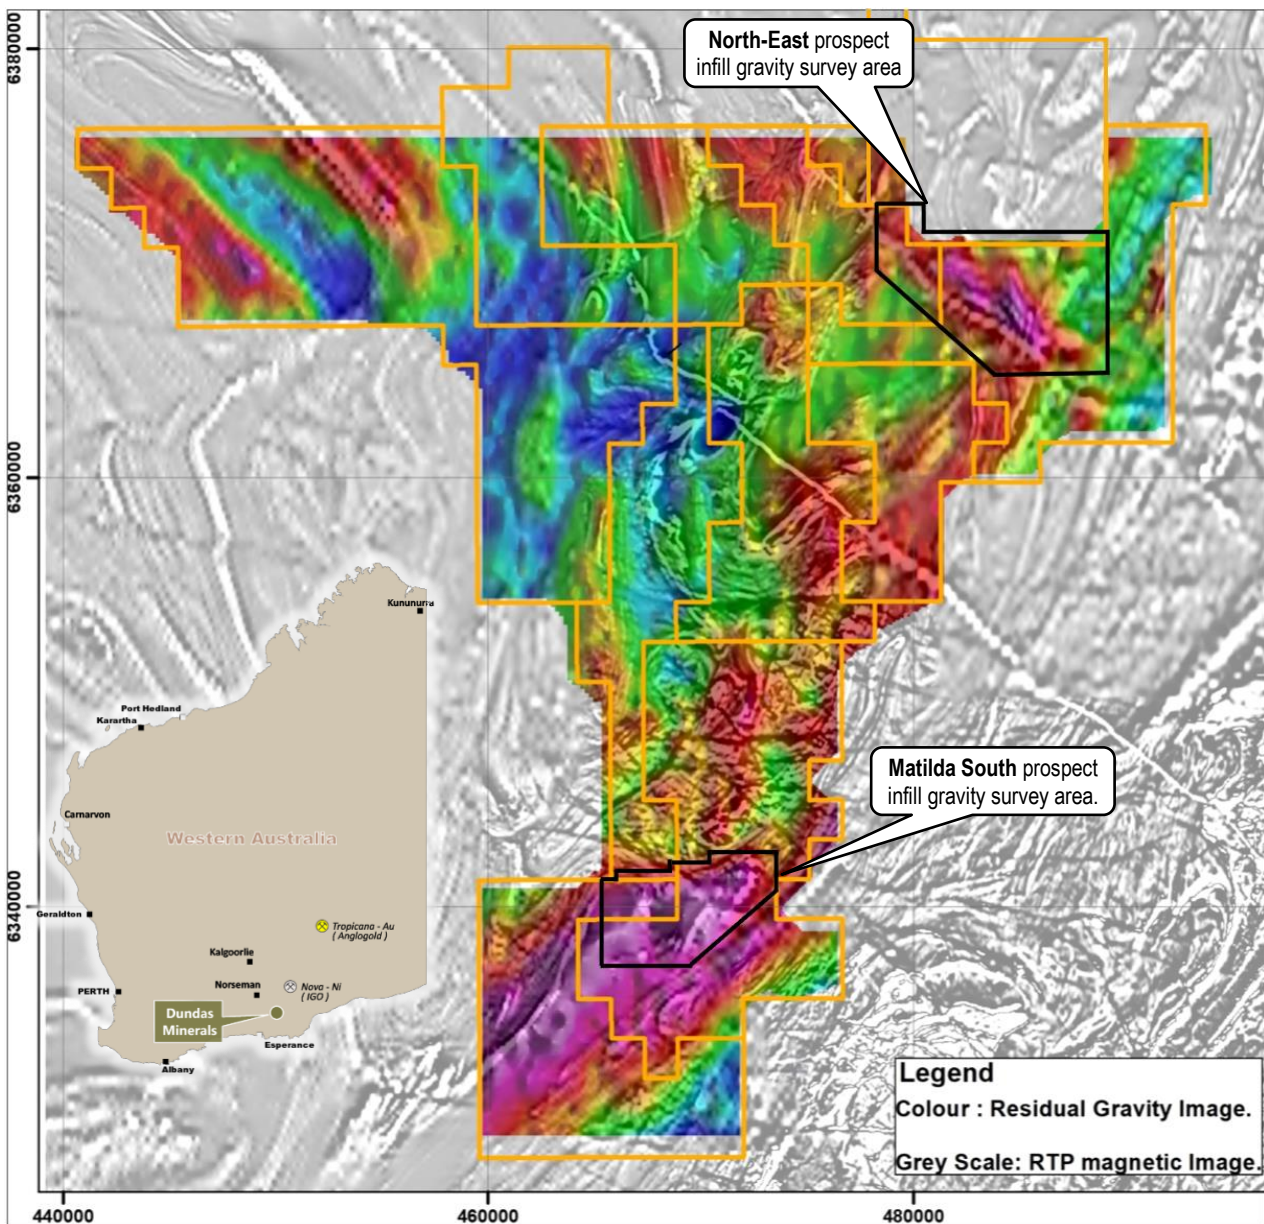 North-East prospect
infill gravity survey area
6380000
6360000
Kununurra
Port Hedland
Karartha
Matilda South prospect
infill gravity survey area.
Carnarvon
Western Australia
6340000
Geraldton
Tropicana - Au
( Anglogold )
Kalgoorlie
Norseman
Nova - Ni
( IGO )
PERTH
Dundas
Minerals
Esperance
Albany
Legend
Colour : Residual Gravity Image.
Grey Scale: RTP magnetic Image.
440000
460000
480000